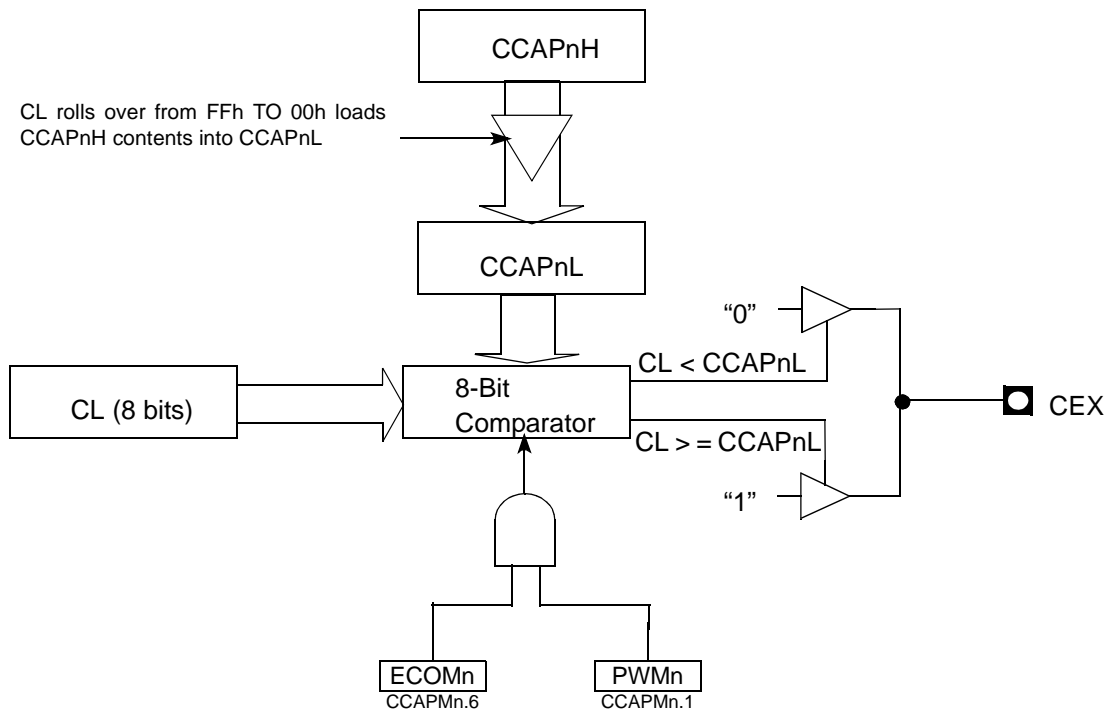 CCAPnH
CL rolls over from FFh TO 00h loads
CCAPnH contents into CCAPnL
CCAPnL
“0”
CL < CCAPnL
CL (8 bits)
8-Bit
Comparator
CEX
CL > = CCAPnL
“1”
ECOMn
PWMn
CCAPMn.6
CCAPMn.1